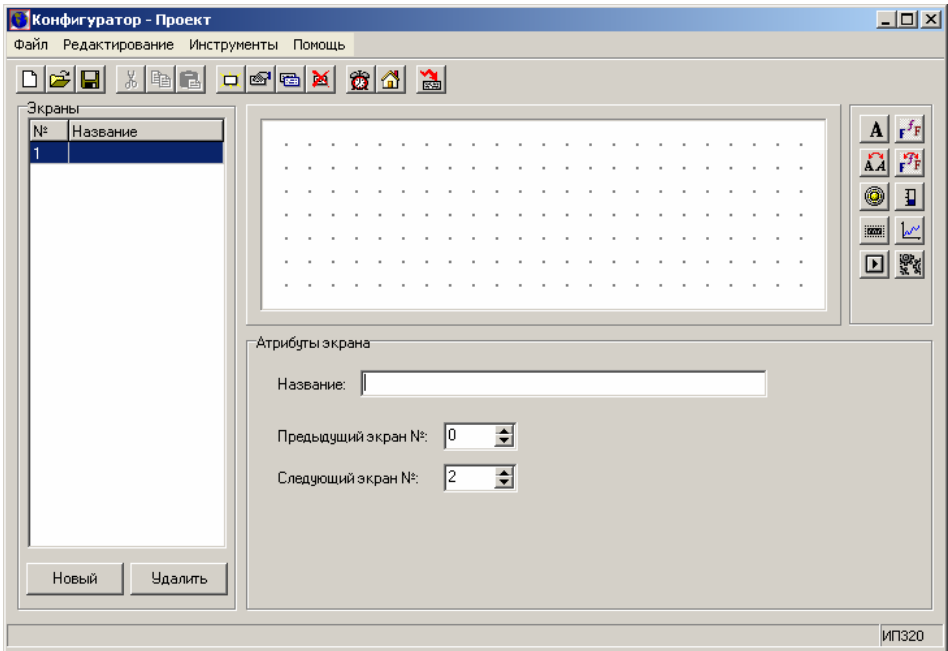 Конфигуратор - Проект
Файл Редактирование Инструменты Помощь
Экраны
№ Название
1
A F f F
A A F F
Атрибуты экрана
Название:
Предыдущий экран №: 0
Следующий экран №: 2
Новый Удалить
ИП320